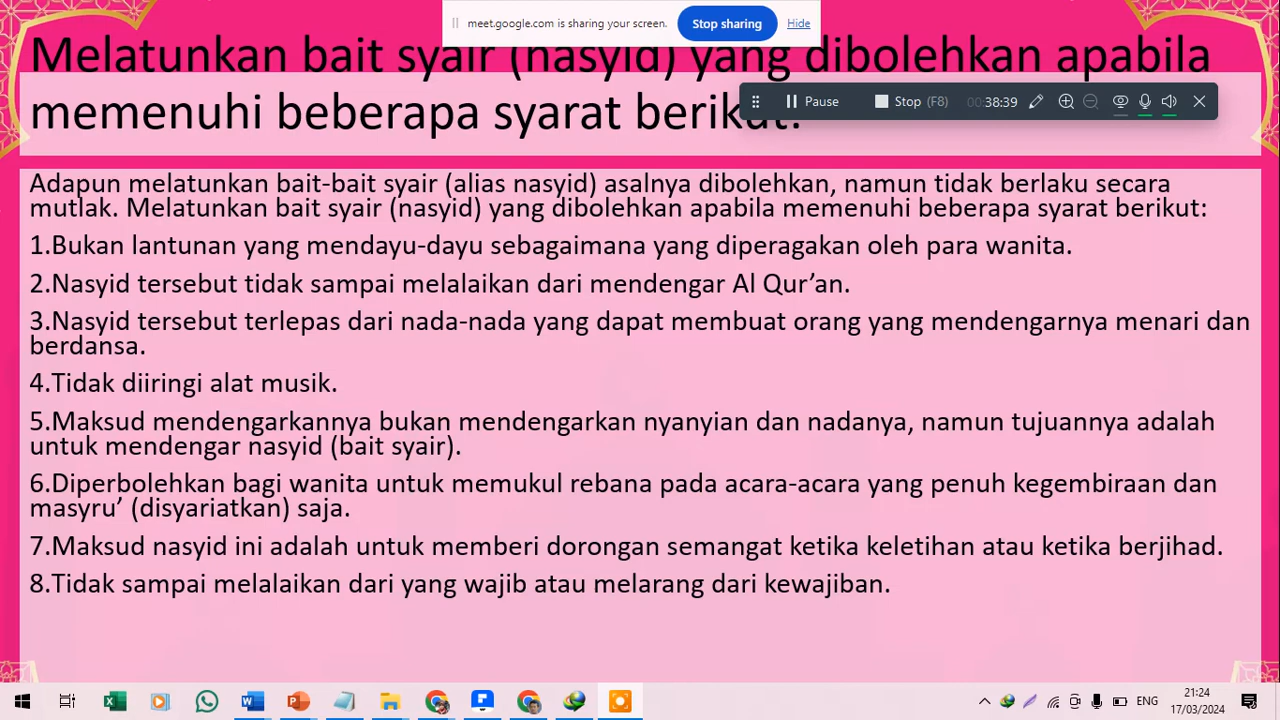 meet.google.com is sharing your screen.
Stop sharing
Hide
Melatunkan bait syair (nasyid) yang dibolehkan apabila
memenuhi beberapa syarat berikut:
Pause
Stop (F8)
00:38:39
Adapun melatunkan bait-bait syair (alias nasyid) asalnya dibolehkan, namun tidak berlaku secara
mutlak. Melatunkan bait syair (nasyid) yang dibolehkan apabila memenuhi beberapa syarat berikut:
1.Bukan lantunan yang mendayu-dayu sebagaimana yang diperagakan oleh para wanita.
2.Nasyid tersebut tidak sampai melalaikan dari mendengar Al Qur’an.
3.Nasyid tersebut terlepas dari nada-nada yang dapat membuat orang yang mendengarnya menari dan
berdansa.
4.Tidak diiringi alat musik.
5.Maksud mendengarkannya bukan mendengarkan nyanyian dan nadanya, namun tujuannya adalah
untuk mendengar nasyid (bait syair).
6.Diperbolehkan bagi wanita untuk memukul rebana pada acara-acara yang penuh kegembiraan dan
masyru’ (disyariatkan) saja.
7.Maksud nasyid ini adalah untuk memberi dorongan semangat ketika keletihan atau ketika berjihad.
8.Tidak sampai melalaikan dari yang wajib atau melarang dari kewajiban.
ENG
21:24
17/03/2024